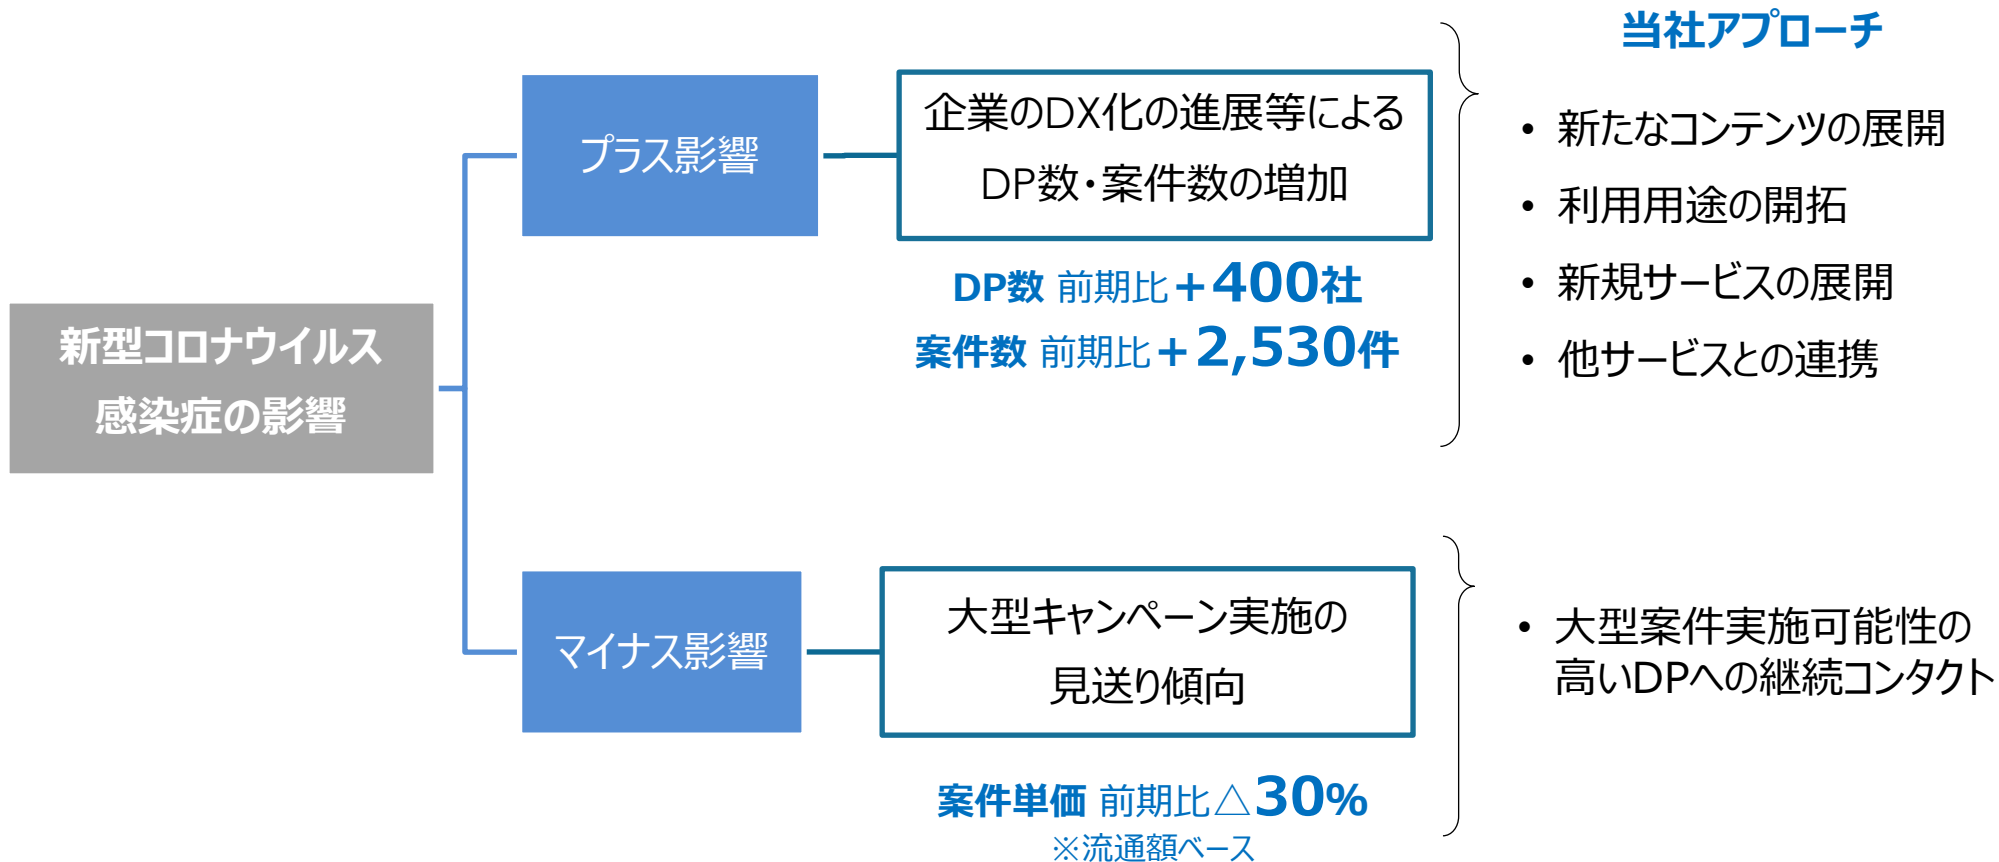 新型コロナウイルス
感染症の影響
プラス影響
企業のDX化の進展等による
DP数・案件数の増加
DP数 前期比+400社
案件数 前期比+2,530件
マイナス影響
大型キャンペーン実施の
見送り傾向
案件単価 前期比△30%
※流通額ベース
当社アプローチ
• 新たなコンテンツの展開
• 利用用途の開拓
• 新規サービスの展開
• 他サービスとの連携
• 大型案件実施可能性の
高いDPへの継続コンタクト